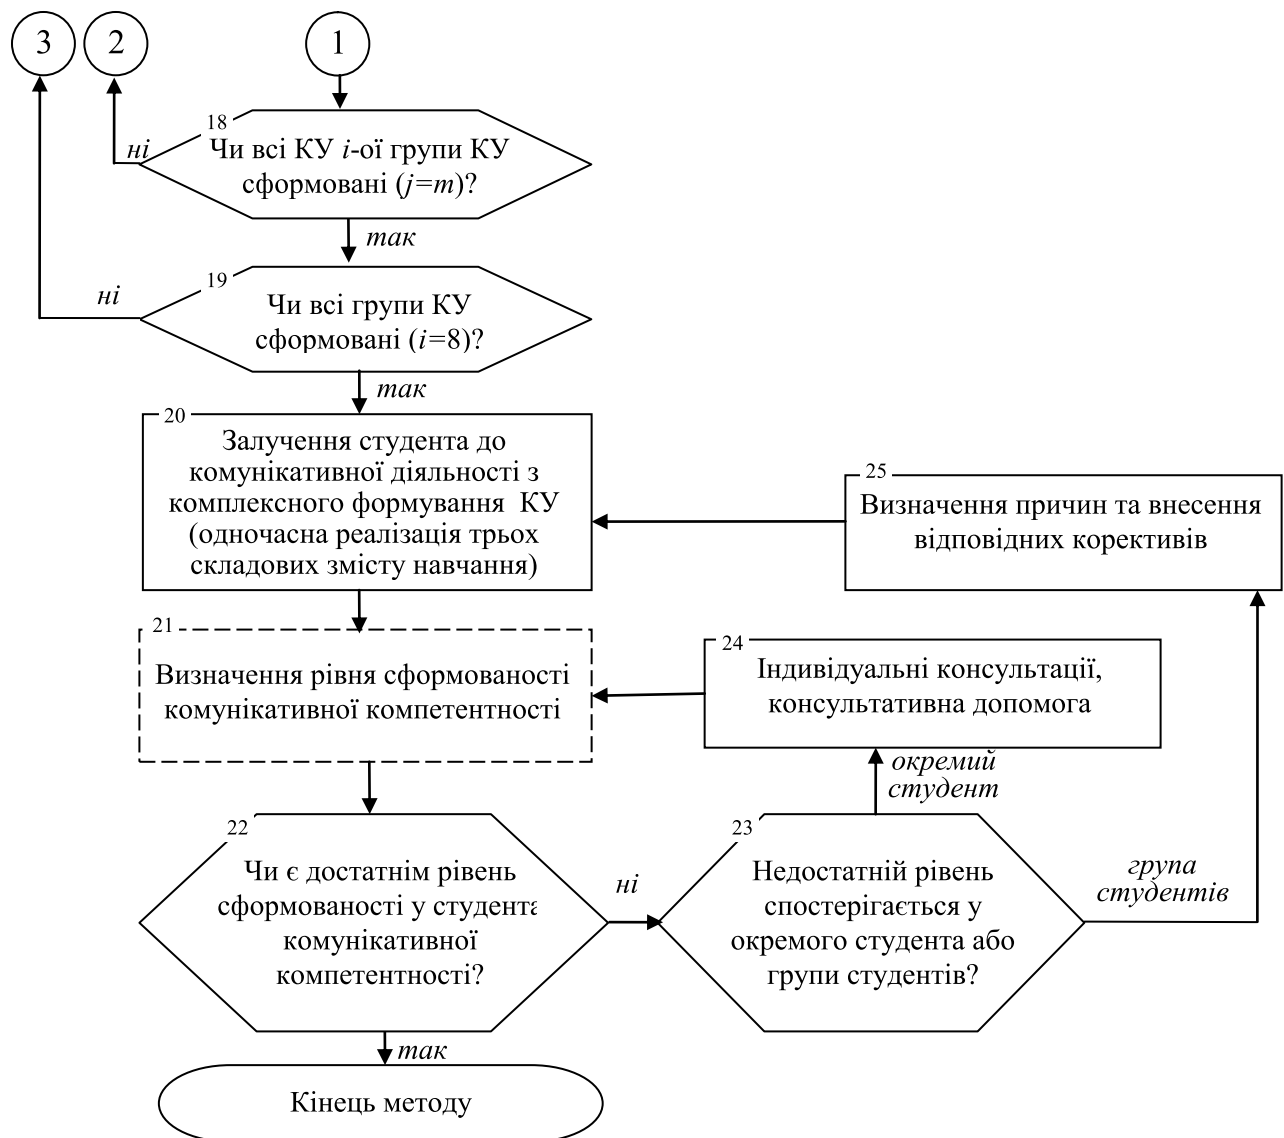 3
2
1
18
ні
Чи всі КУ i-ої групи КУ
сформовані (j=m)?
так
19
ні
Чи всі групи КУ
сформовані (i=8)?
так
20
Залучення студента до
комунікативної діяльності з
комплексного формування КУ
(одночасна реалізація трьох
складових змісту навчання)
25
Визначення причин та внесення
відповідних корективів
21
Визначення рівня сформованості
комунікативної компетентності
24
Індивідуальні консультації,
консультативна допомога
окремий
студент
22
Чи є достатнім рівень
сформованості у студента
комунікативної
компетентності?
ні
23
Недостатній рівень
спостерігається у
окремого студента або
групи студентів?
група
студентів
так
Кінець методу